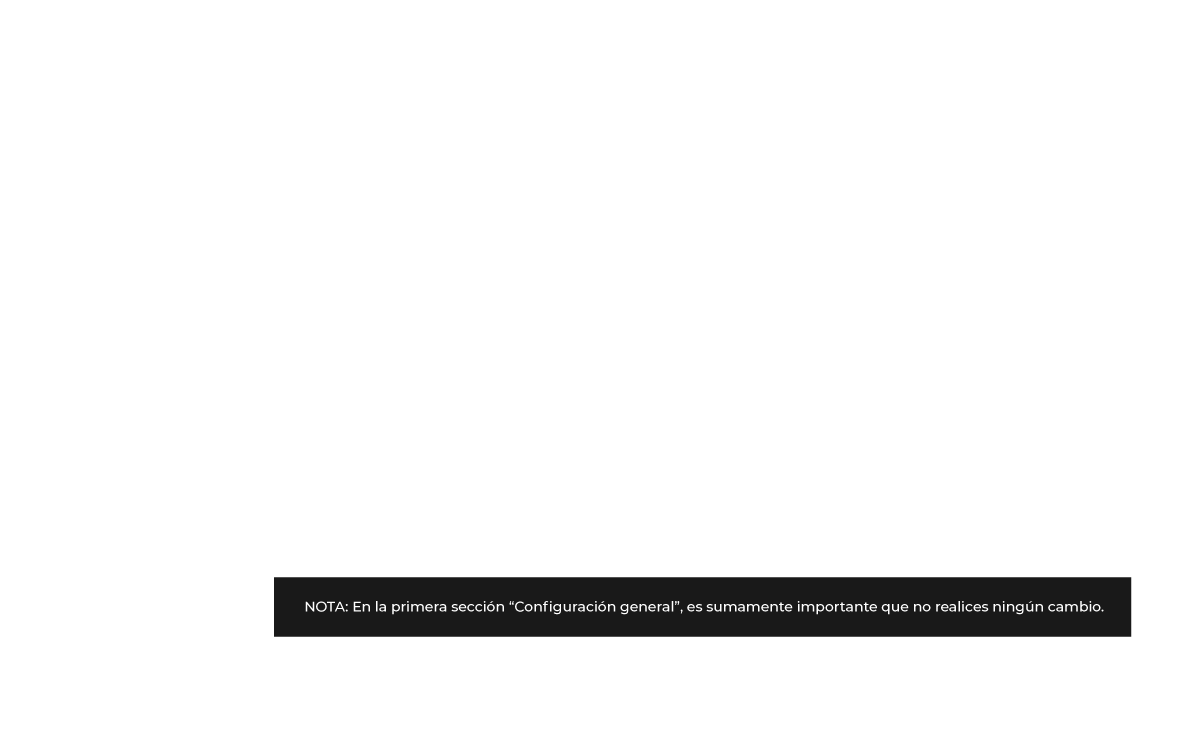 NOTA: En la primera sección “Configuración general”, es sumamente importante que no realices ningún cambio.